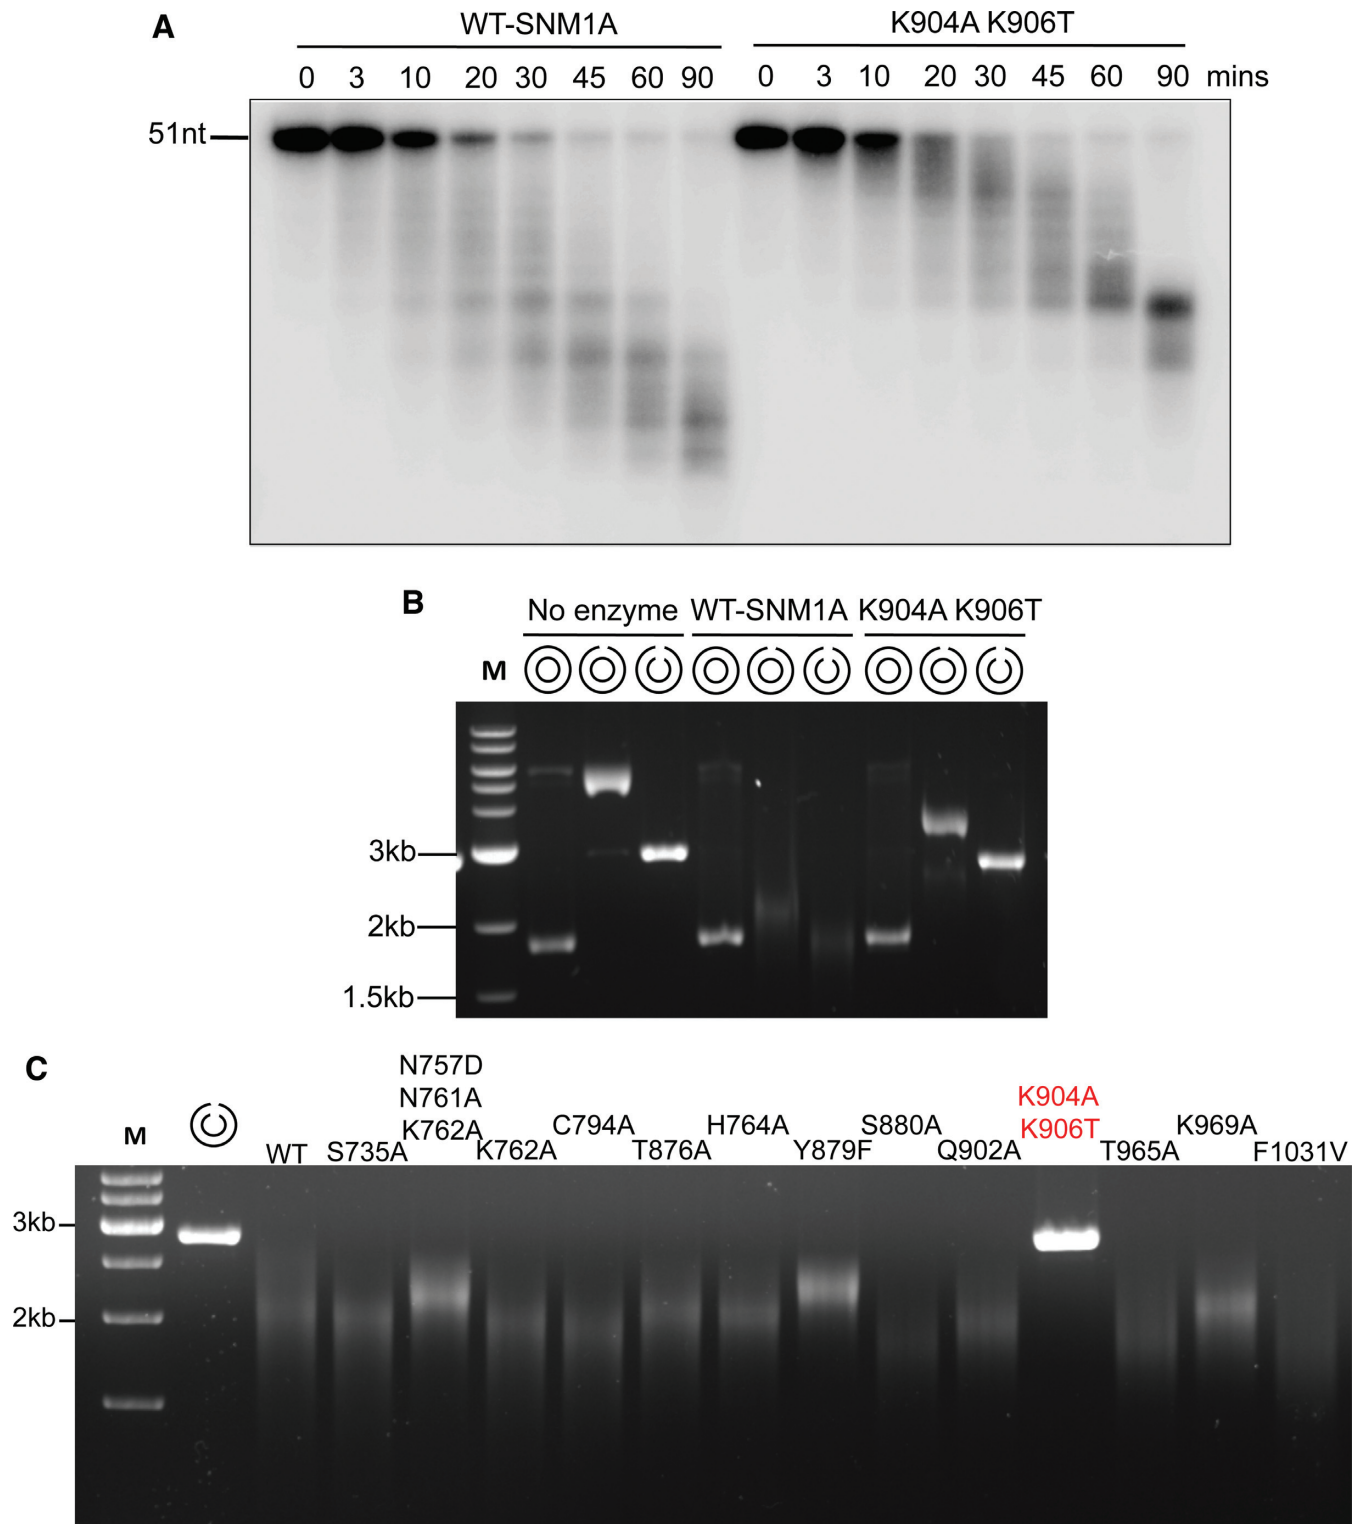 A
WT-SNM1A K904A K906T
0 3 10 20 30 45 60 90 0 3 10 20 30 45 60 90 mins
51nt
B
No enzyme WT-SNM1A K904A K906T
M
3kb
2kb
1.5kb
C
N757D
N761A K904A
K762A C794A H764A S880A K906T K969A
M WT S735A K762A T876A Y879F Q902A T965A F1031V
3kb
2kb